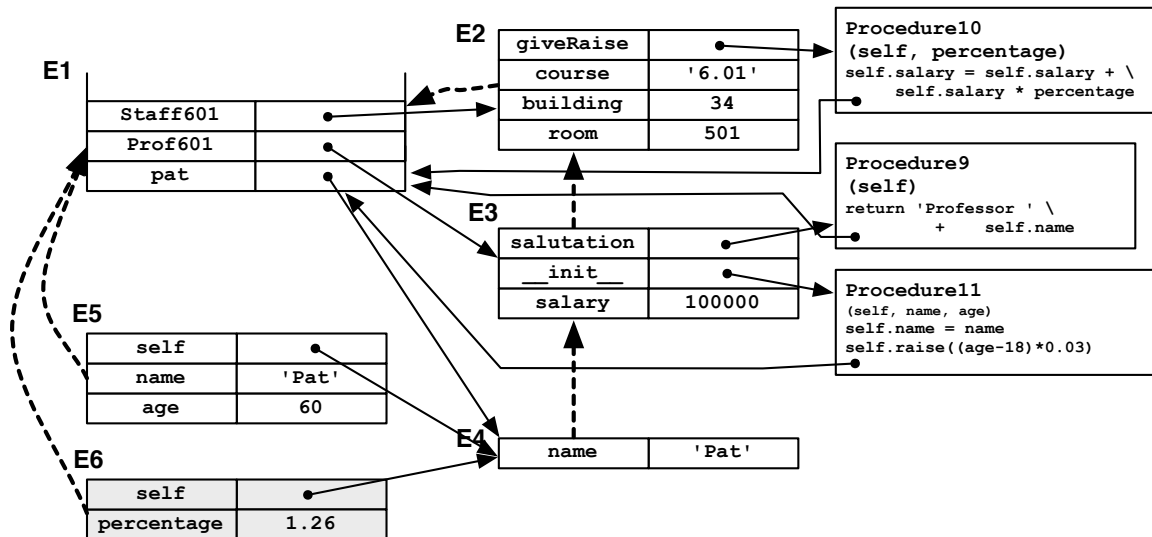 E1
Staff601
Prof601
pat
E2
giveRaise
course '6.01'
building 34
room 501
E3
salutation
__init__
salary 100000
E4
name 'Pat'
E5
self
name 'Pat'
age 60
E6
self
percentage 1.26
Procedure10
(self, percentage)
self.salary = self.salary + \
self.salary * percentage
Procedure9
(self)
return 'Professor ' \
+ self.name
Procedure11
(self, name, age)
self.name = name
self.raise((age-18)*0.03)